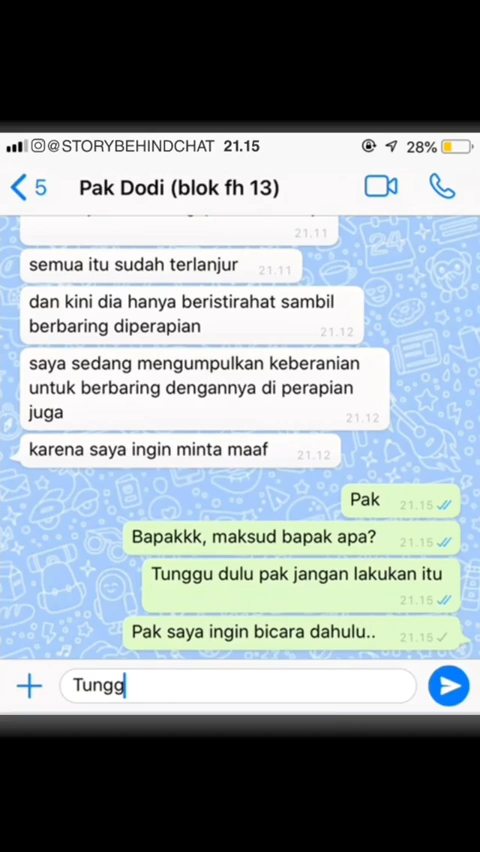 @STORYBEHINDCHAT 21.15 28%
5 Pak Dodi (blok fh 13)
21.11
semua itu sudah terlanjur 21.11
dan kini dia hanya beristirahat sambil
berbaring diperapian 21.12
saya sedang mengumpulkan keberanian
untuk berbaring dengannya di perapian
juga 21.12
karena saya ingin minta maaf 21.12
Pak 21.15
Bapakkk, maksud bapak apa? 21.15
Tunggu dulu pak jangan lakukan itu
21.15
Pak saya ingin bicara dahulu.. 21.15
Tungg